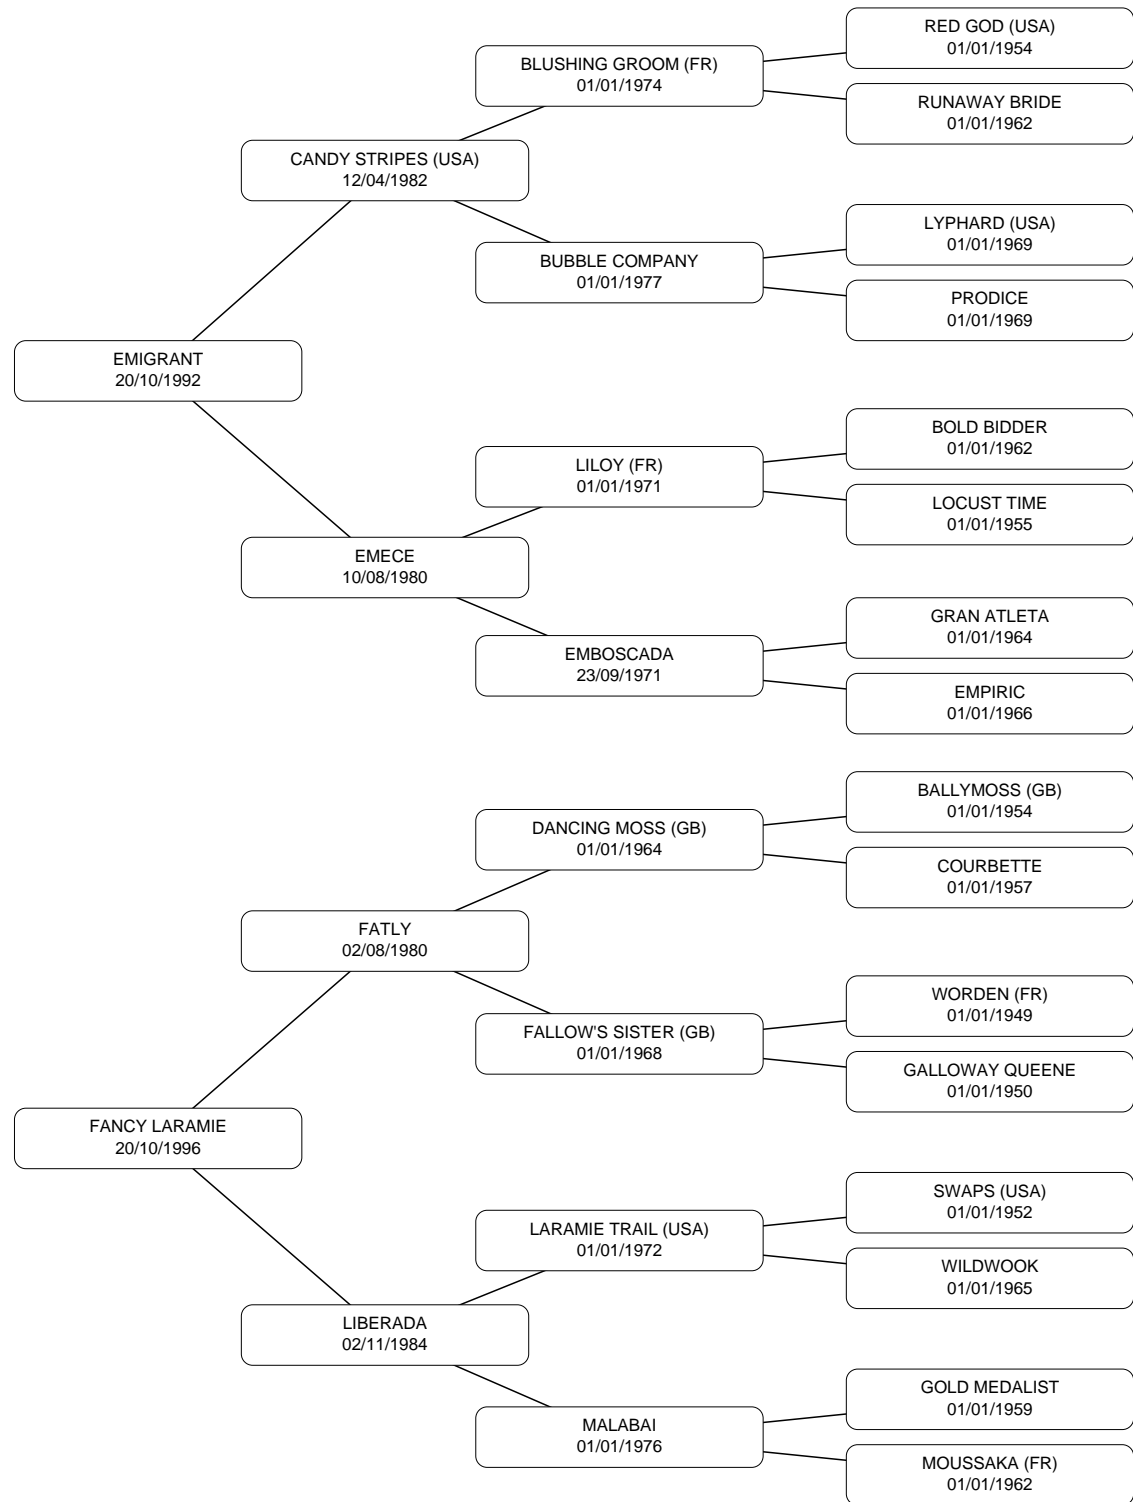 RED GOD (USA)
01/01/1954
BLUSHING GROOM (FR)
01/01/1974
RUNAWAY BRIDE
01/01/1962
CANDY STRIPES (USA)
12/04/1982
LYPHARD (USA)
01/01/1969
BUBBLE COMPANY
01/01/1977
PRODICE
01/01/1969
EMIGRANT
20/10/1992
BOLD BIDDER
01/01/1962
LILOY (FR)
01/01/1971
LOCUST TIME
01/01/1955
EMECE
10/08/1980
GRAN ATLETA
01/01/1964
EMBOSCADA
23/09/1971
EMPIRIC
01/01/1966
BALLYMOSS (GB)
01/01/1954
DANCING MOSS (GB)
01/01/1964
COURBETTE
01/01/1957
FATLY
02/08/1980
WORDEN (FR)
01/01/1949
FALLOW'S SISTER (GB)
01/01/1968
GALLOWAY QUEENE
01/01/1950
FANCY LARAMIE
20/10/1996
SWAPS (USA)
01/01/1952
LARAMIE TRAIL (USA)
01/01/1972
WILDWOOK
01/01/1965
LIBERADA
02/11/1984
GOLD MEDALIST
01/01/1959
MALABAI
01/01/1976
MOUSSAKA (FR)
01/01/1962